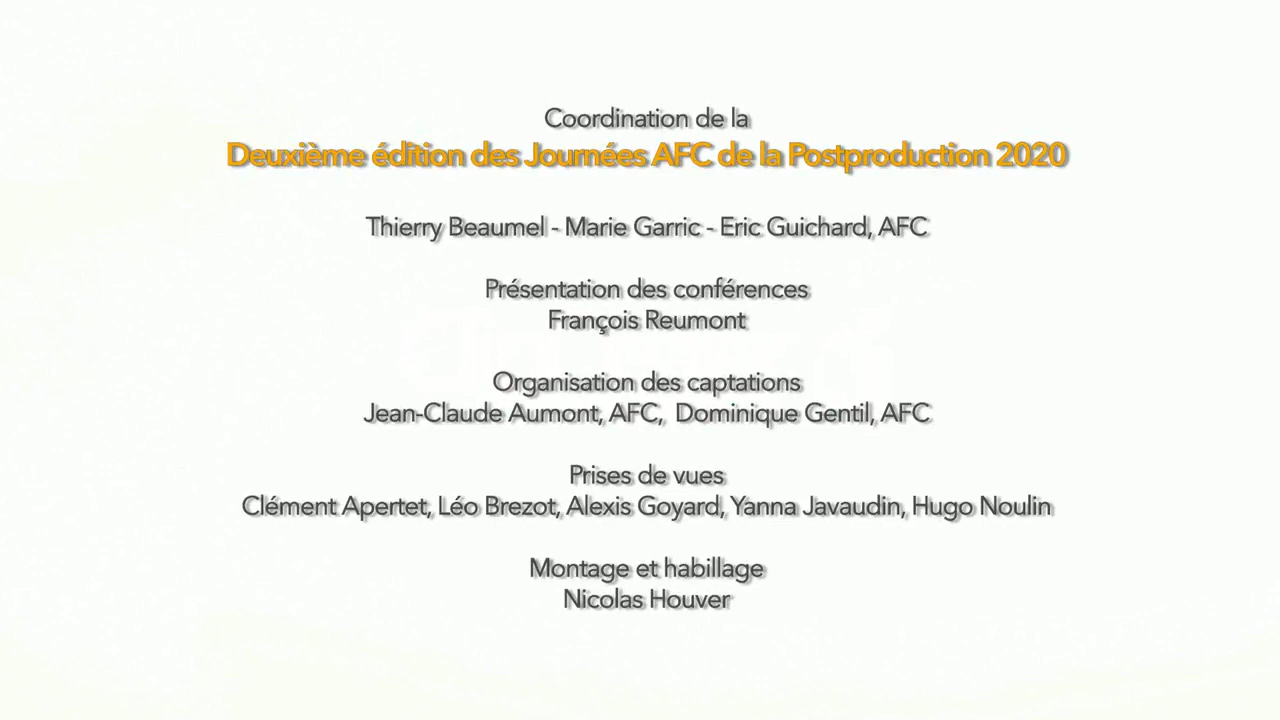 Coordination de la
Deuxième édition des Journées AFC de la Postproduction 2020
Thierry Beaumel - Marie Garric - Eric Guichard, AFC
Présentation des conférences
François Reumont
Organisation des captations
Jean-Claude Aumont, AFC, Dominique Gentil, AFC
Prises de vues
Clément Apertet, Léo Brezot, Alexis Goyard, Yanna Javaudin, Hugo Noulin
Montage et habillage
Nicolas Houver